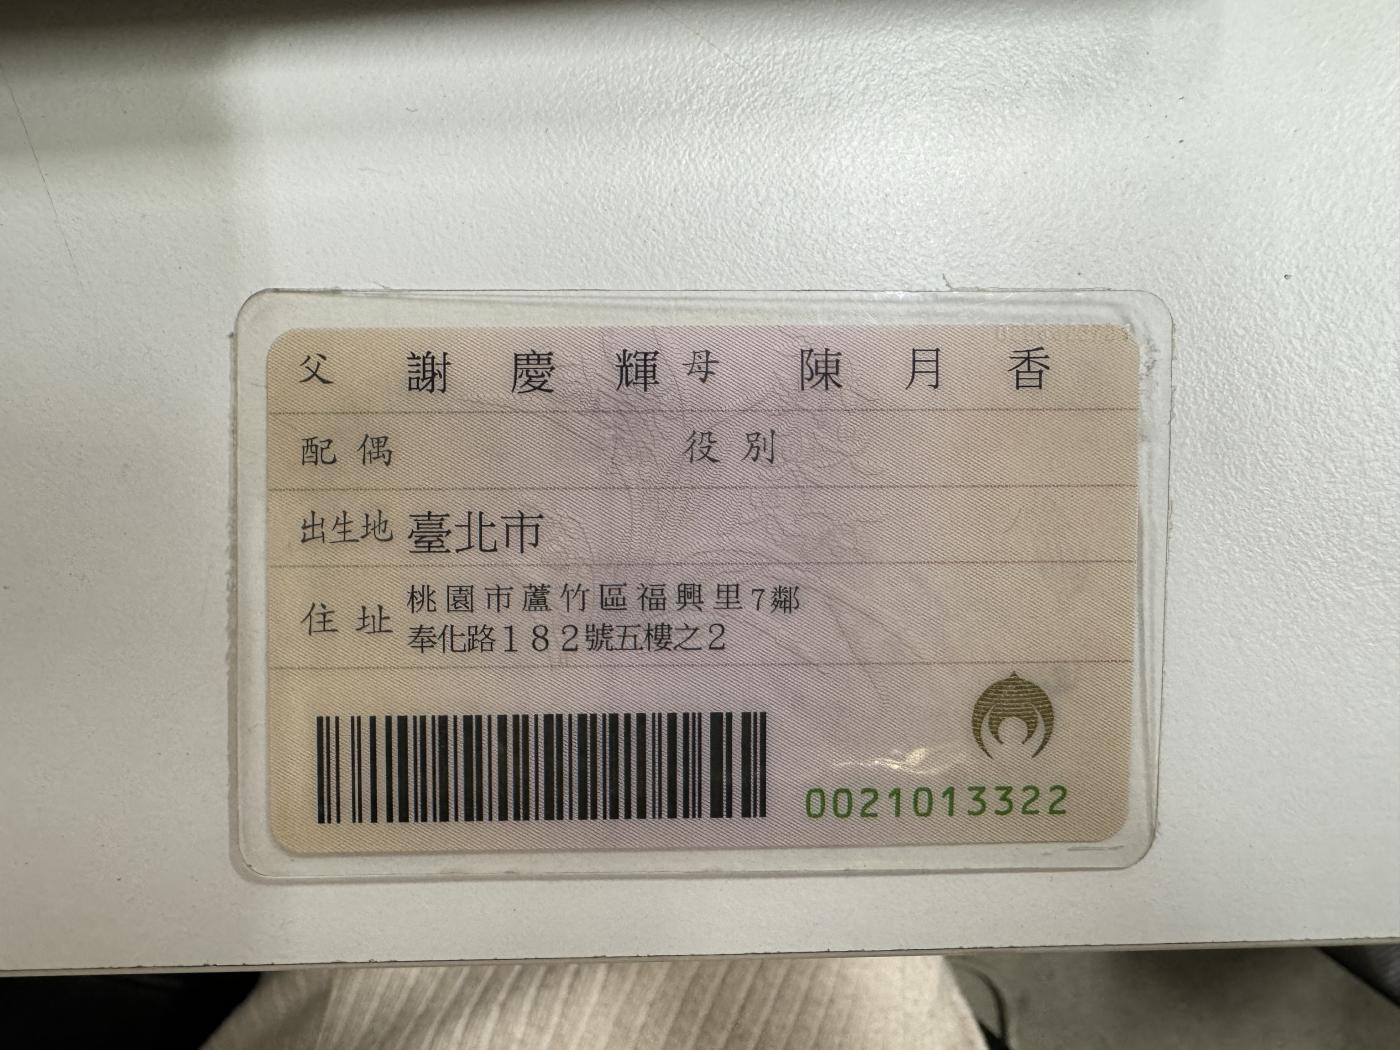 父 謝慶輝 母 陳月香
配偶 役別
出生地 臺北市
住址 桃園市蘆竹區福興里7鄰
奉化路182號五樓之2
0021013322